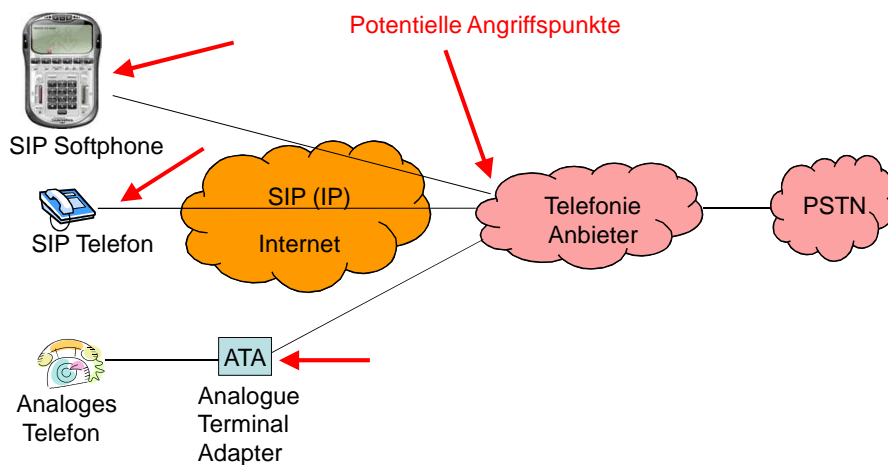 Potentielle Angriffspunkte
SIP Softphone
SIP (IP)
Internet
SIP Telefon
Telefonie
Anbieter
PSTN
ATA
Analoges
Telefon
Analogue
Terminal
Adapter